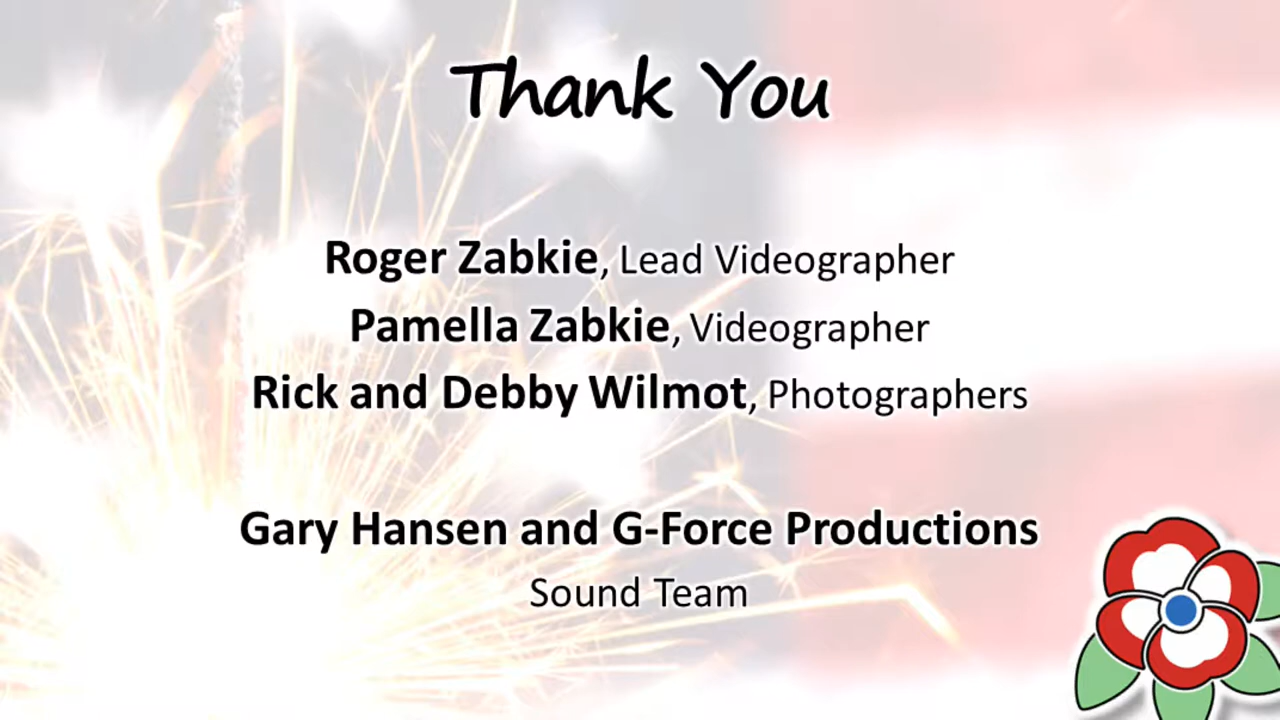 Thank You
Roger Zabkie, Lead Videographer
Pamella Zabkie, Videographer
Rick and Debby Wilmot, Photographers
Gary Hansen and G-Force Productions
Sound Team